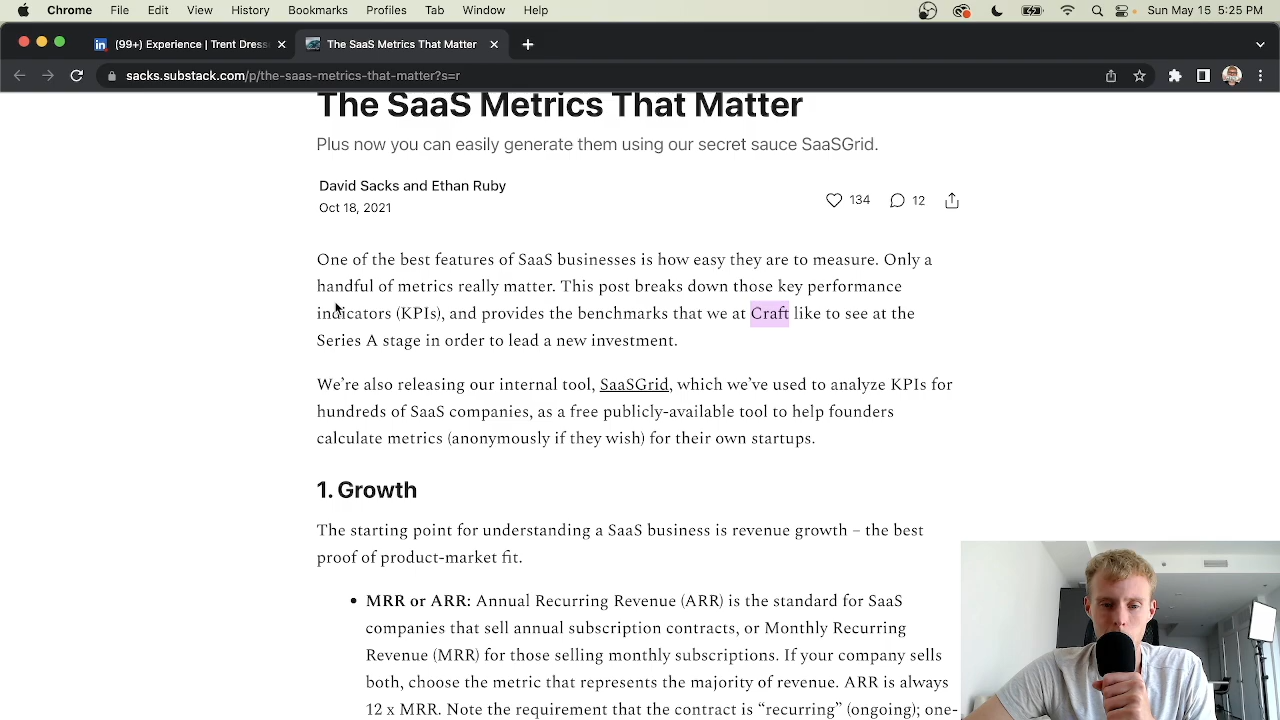 Chrome File Edit View History Bookmarks Profiles Tab Window Help Sun May 15 5:25 PM
(99+) Experience | Trent Dress The SaaS Metrics That Matter
sacks.substack.com/p/the-saas-metrics-that-matter?s=r
The SaaS Metrics That Matter
Plus now you can easily generate them using our secret sauce SaaSGrid.
David Sacks and Ethan Ruby
Oct 18, 2021
134 12
One of the best features of SaaS businesses is how easy they are to measure. Only a
handful of metrics really matter. This post breaks down those key performance
indicators (KPIs), and provides the benchmarks that we at Craft like to see at the
Series A stage in order to lead a new investment.
We’re also releasing our internal tool, SaaSGrid, which we’ve used to analyze KPIs for
hundreds of SaaS companies, as a free publicly-available tool to help founders
calculate metrics (anonymously if they wish) for their own startups.
1. Growth
The starting point for understanding a SaaS business is revenue growth – the best
proof of product-market fit.
• MRR or ARR: Annual Recurring Revenue (ARR) is the standard for SaaS
companies that sell annual subscription contracts, or Monthly Recurring
Revenue (MRR) for those selling monthly subscriptions. If your company sells
both, choose the metric that represents the majority of revenue. ARR is always
12 x MRR. Note the requirement that the contract is “recurring” (ongoing); one-